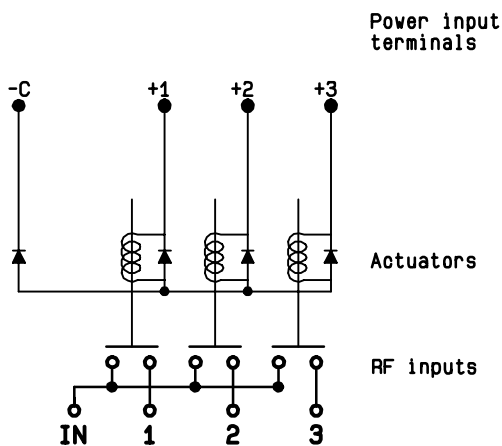 Power input
terminals
-C +1 +2 +3
Actuators
RF inputs
IN 1 2 3